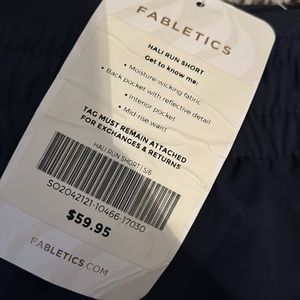 FABLETICS
HALI RUN SHORT
Get to know me:
• Moisture-wicking fabric
• Back pocket with reflective detail
• Interior pocket
• Mid-rise waist
TAG MUST REMAIN ATTACHED
FOR EXCHANGES & RETURNS
HALI RUN SHORT | S/6
SO2042121-10466-17030
$59.95
FABLETICS.COM